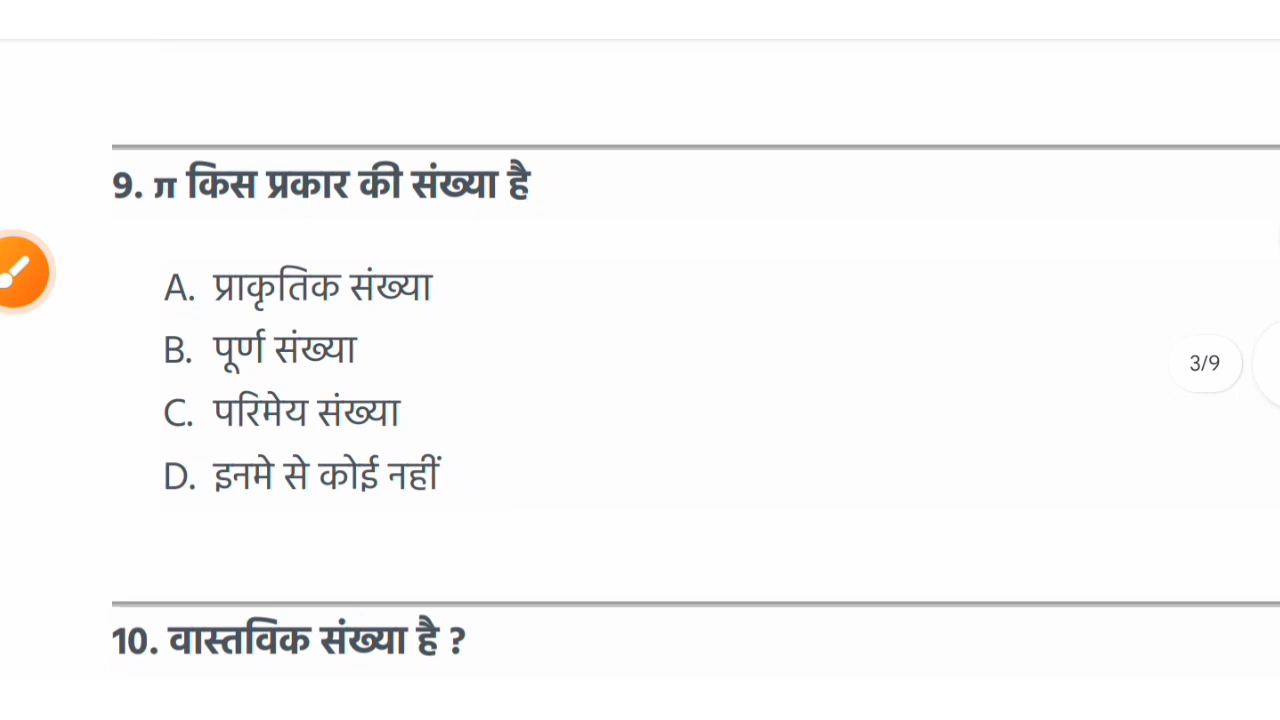 9. π किस प्रकार की संख्या है
A. प्राकृतिक संख्या
B. पूर्ण संख्या
C. परिमेय संख्या
3/9
D. इनमे से कोई नहीं
10. वास्तविक संख्या है ?